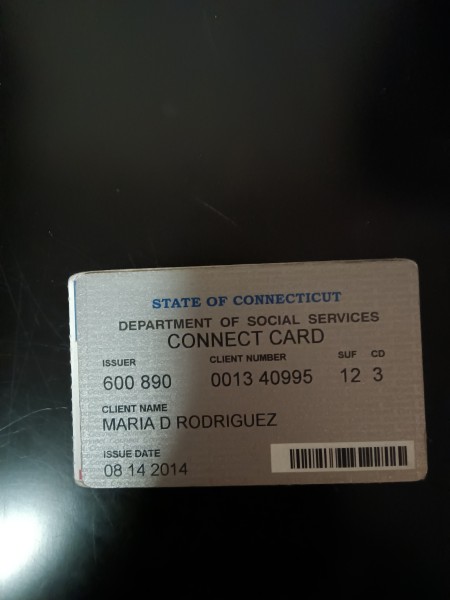 STATE OF CONNECTICUT
DEPARTMENT OF SOCIAL SERVICES
CONNECT CARD
ISSUER CLIENT NUMBER SUF CD
600 890 0013 40995 12 3
CLIENT NAME
MARIA D RODRIGUEZ
ISSUE DATE
08 14 2014